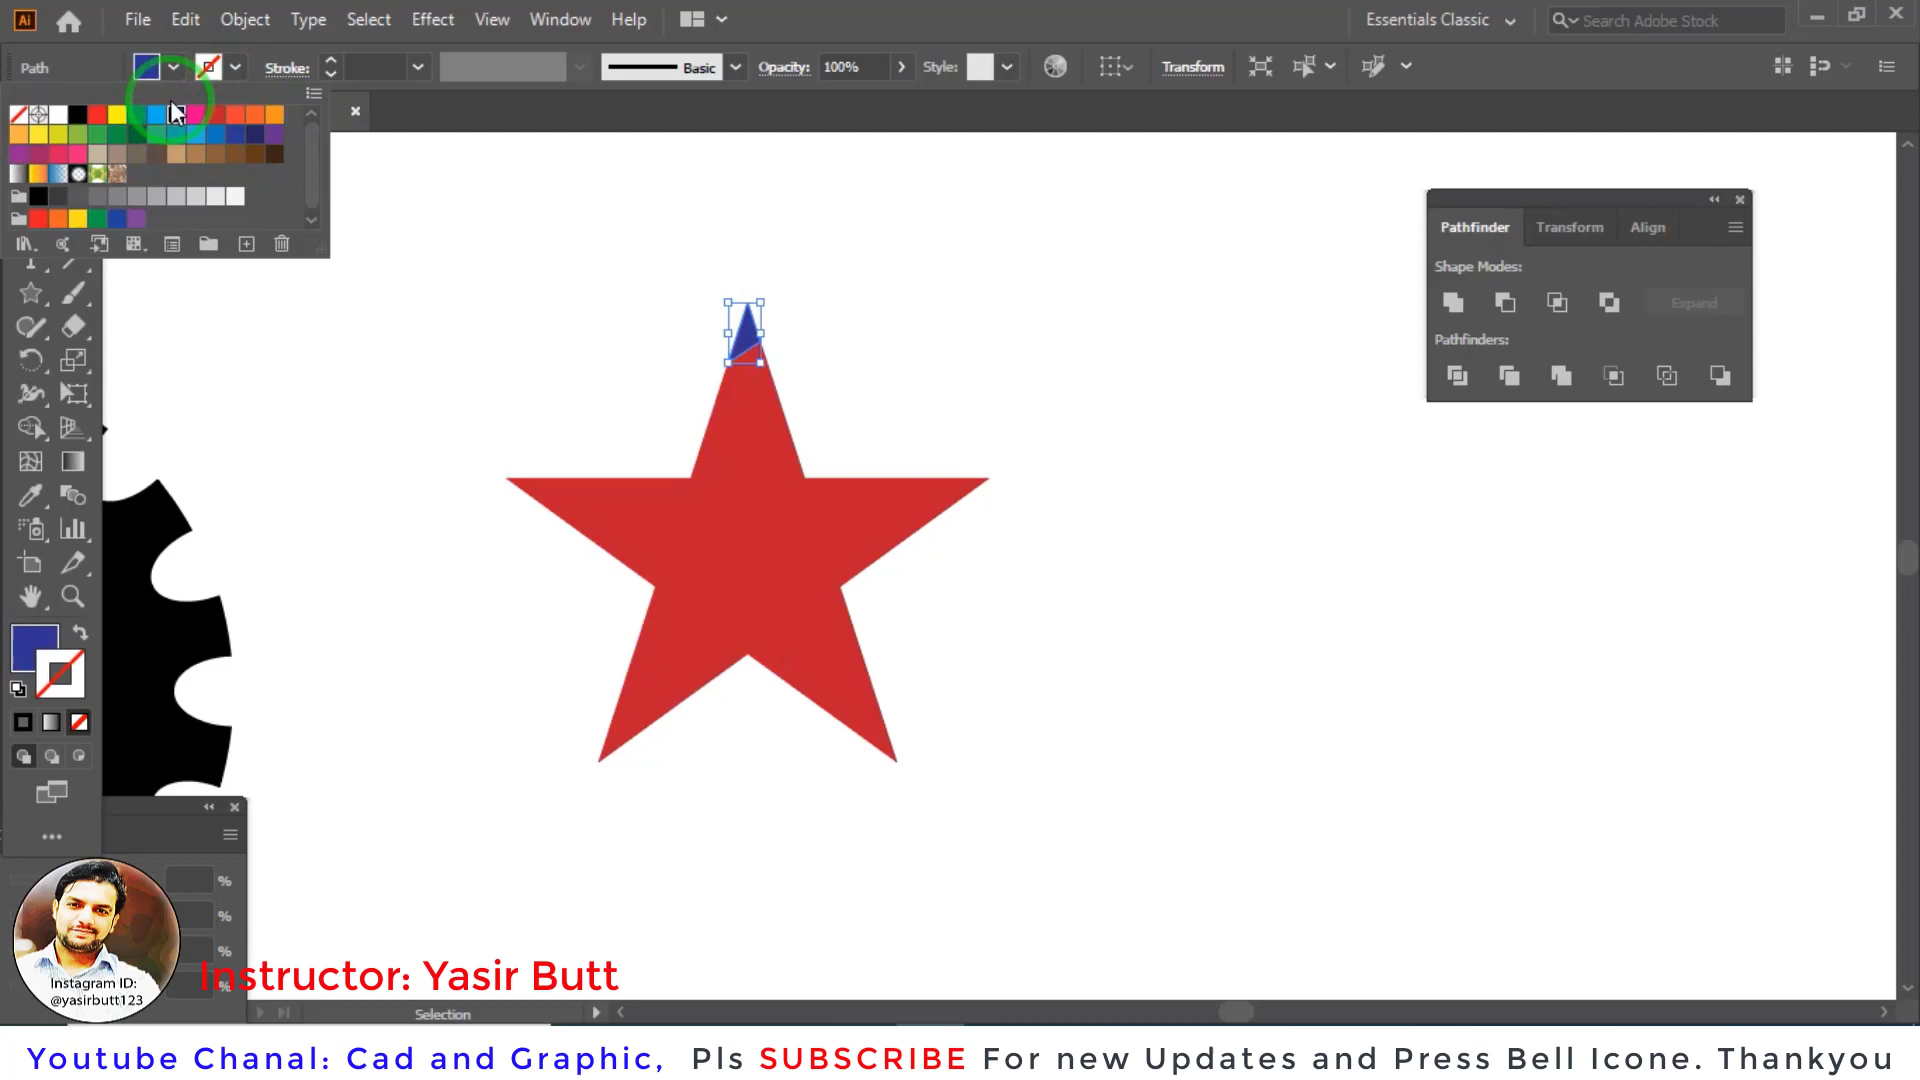 Ai File Edit Object Type Select Effect View Window Help Essentials Classic Search Adobe Stock
Path Stroke: Basic Opacity: 100% Style: Transform
Pathfinder Transform Align
Shape Modes:
Expand
Pathfinders:
%
%
%
%
Instagram ID:
@yasirbutt123
Instructor: Yasir Butt
Selection
Youtube Chanal: Cad and Graphic, Pls SUBSCRIBE For new Updates and Press Bell Icone. Thankyou